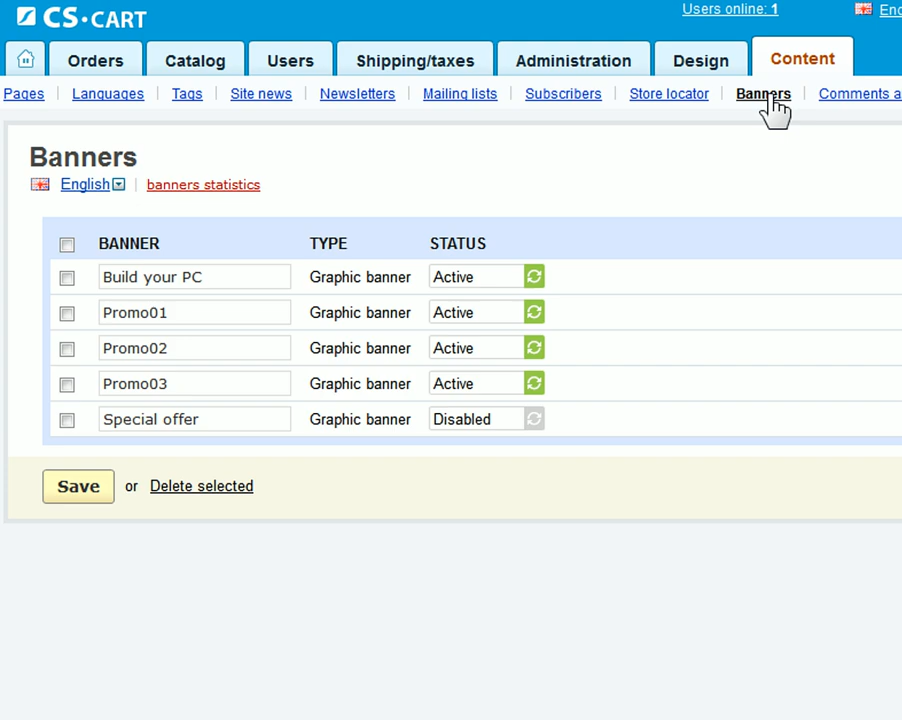 CS-CART
Users online: 1
Orders Catalog Users Shipping/taxes Administration Design Content
Pages Languages Tags Site news Newsletters Mailing lists Subscribers Store locator Banners Comments
Banners
English banners statistics
BANNER TYPE STATUS
Build your PC Graphic banner Active
Promo01 Graphic banner Active
Promo02 Graphic banner Active
Promo03 Graphic banner Active
Special offer Graphic banner Disabled
Save or Delete selected